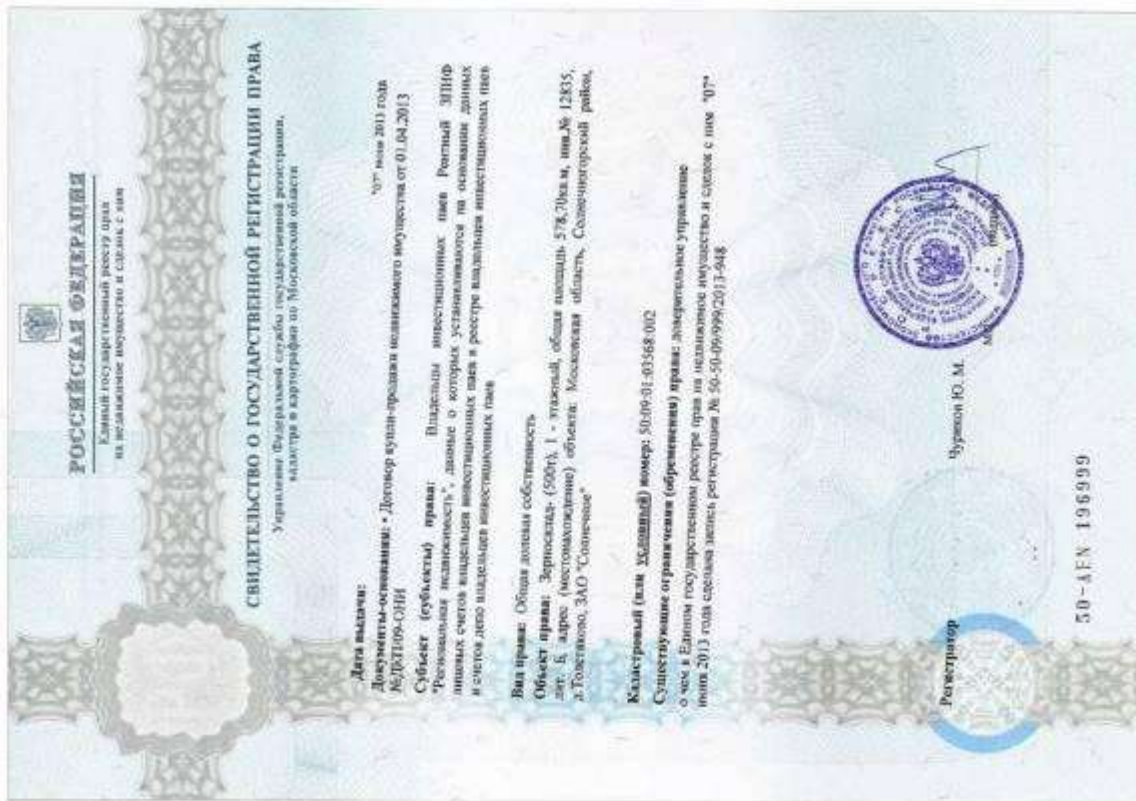 РОССИЙСКАЯ ФЕДЕРАЦИЯ
Единый государственный реестр прав
на недвижимое имущество и сделок с ним
СВИДЕТЕЛЬСТВО О ГОСУДАРСТВЕННОЙ РЕГИСТРАЦИИ ПРАВА
Управление Федеральной службы государственной регистрации,
кадастра и картографии по Московской области
Дата выдачи: "07" июня 2013 года
Документы-основания: • Договор купли-продажи недвижимого имущества от 01.04.2013
Субъект (субъекты) права: Владельцы инвестиционных паев Рентный ЗПИФ
"Региональная недвижимость", данные о которых устанавливаются на основании данных
лицевых счетов владельцев инвестиционных паев в реестре владельцев инвестиционных паев
и счетов депо владельцев инвестиционных паев
Вид права: Общая долевая собственность
Объект права: Зерносклад- (500т), 1 - этажный, общая площадь 578,70кв.м, инв.№ 12835,
лит. Б, адрес (местонахождение) объекта: Московская область, Солнечногорский район,
д.Толстяково, ЗАО "Солнечное"
Кадастровый (или условный) номер: 50:09:01:03568:002
Существующие ограничения (обременения) права: доверительное управление
о чем в Едином государственном реестре прав на недвижимое имущество и сделок с ним "07"
июня 2013 года сделана запись регистрации № 50-50-09/999/2013-948
Регистратор Чуриков Ю. М.
196999